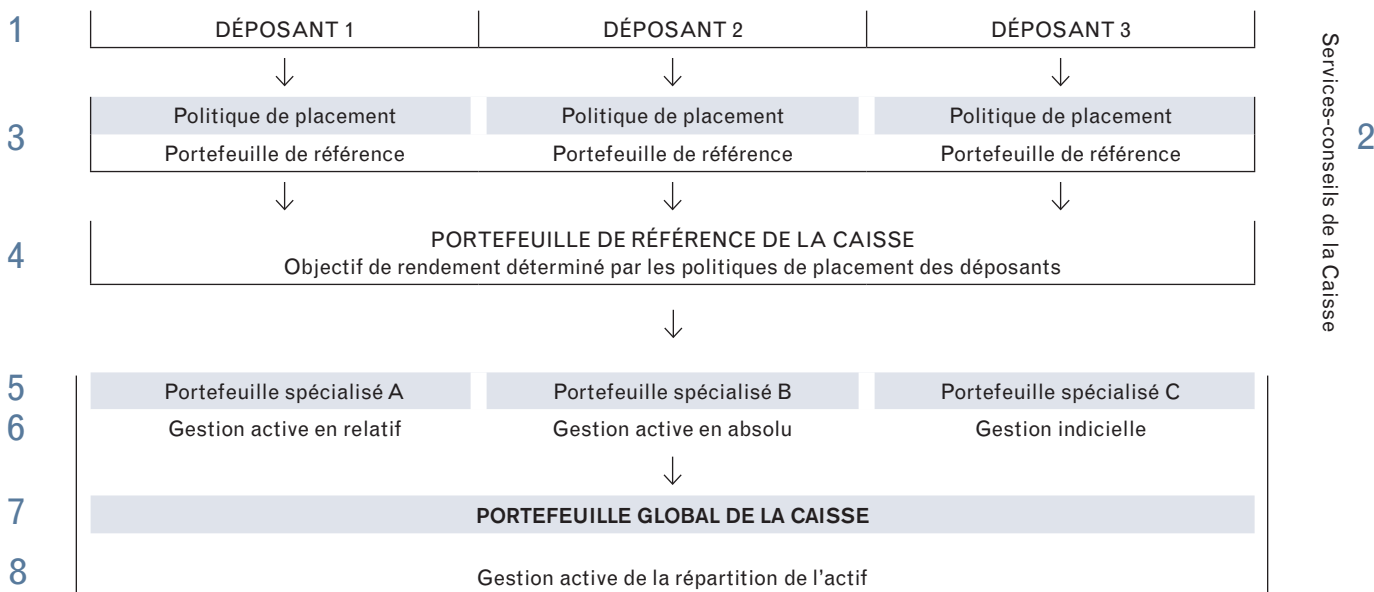 1 DÉPOSANT 1 DÉPOSANT 2 DÉPOSANT 3
Services-conseils de la Caisse 2
3 Politique de placement Politique de placement Politique de placement
Portefeuille de référence Portefeuille de référence Portefeuille de référence
4 PORTEFEUILLE DE RÉFÉRENCE DE LA CAISSE
Objectif de rendement déterminé par les politiques de placement des déposants
5 Portefeuille spécialisé A Portefeuille spécialisé B Portefeuille spécialisé C
6 Gestion active en relatif Gestion active en absolu Gestion indicielle
7 PORTEFEUILLE GLOBAL DE LA CAISSE
8 Gestion active de la répartition de l'actif